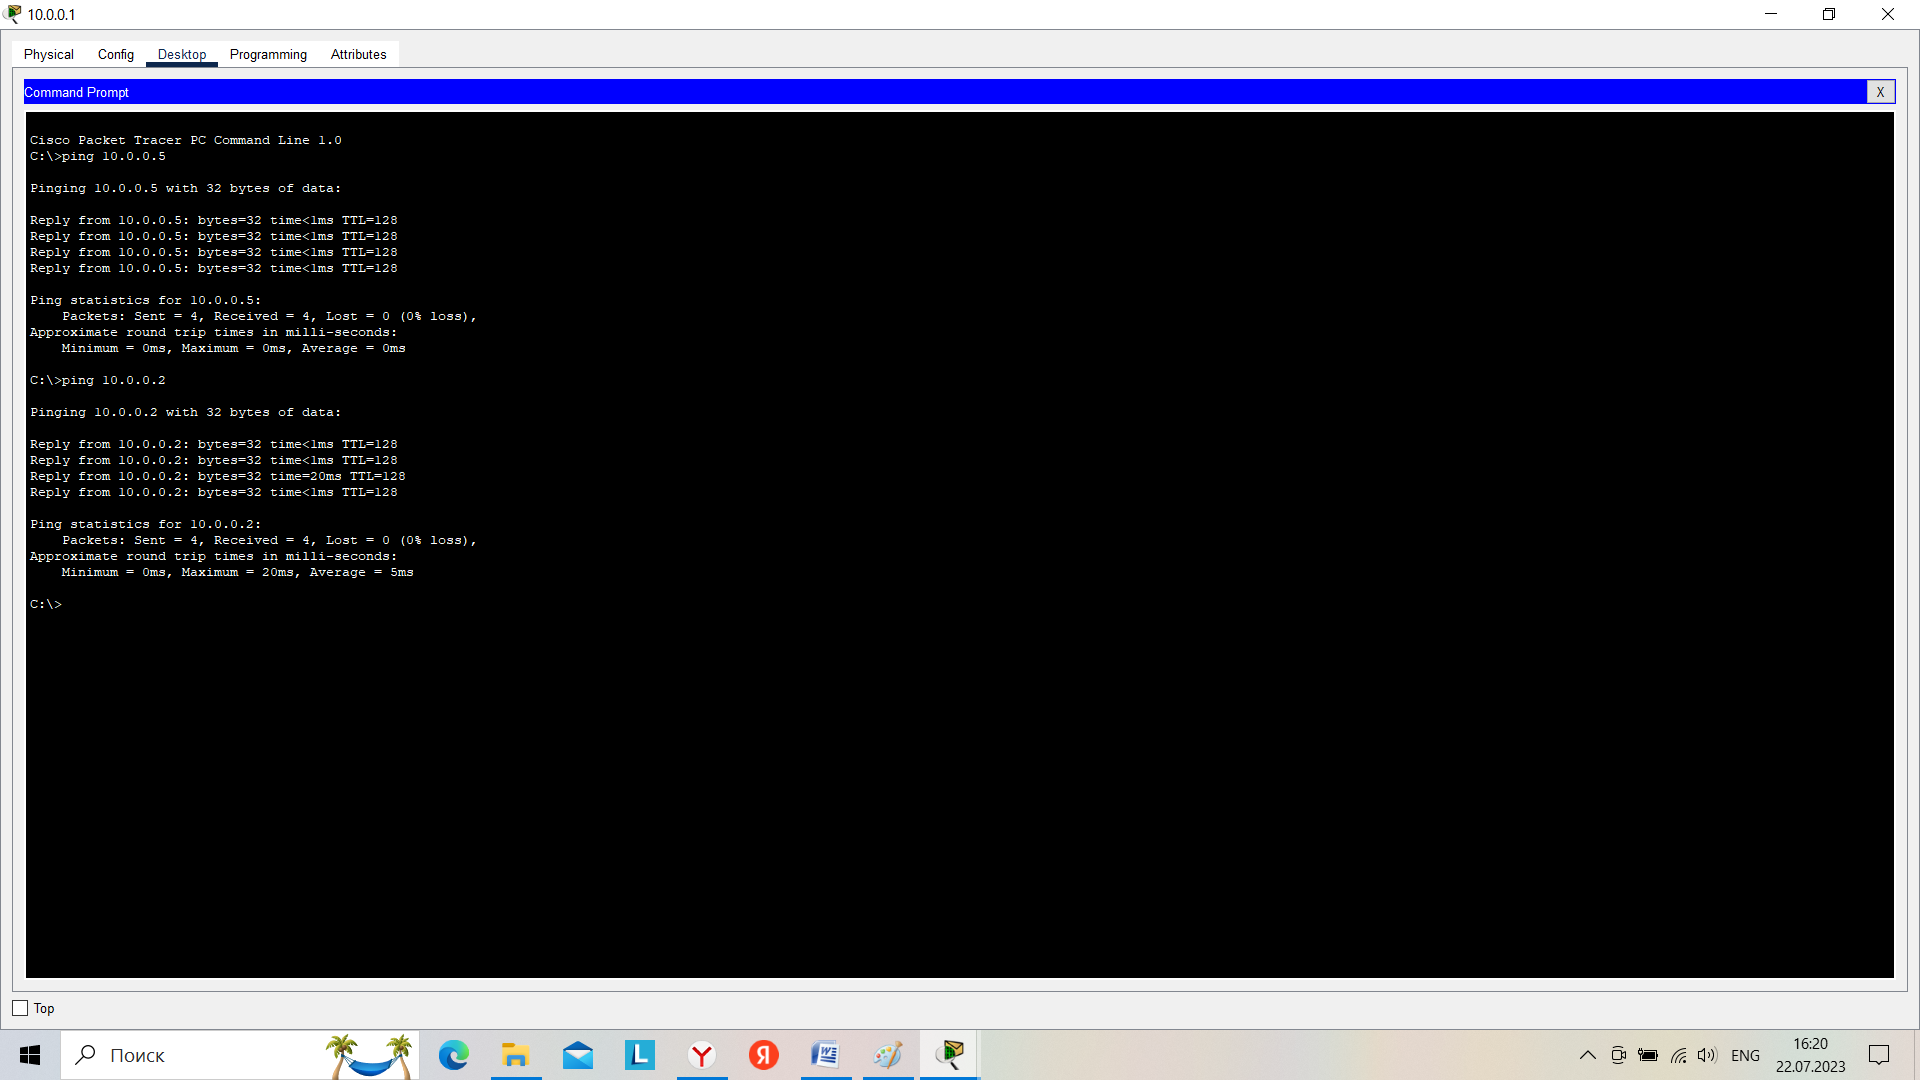 10.0.0.1
Physical Config Desktop Programming Attributes
Command Prompt
X
Cisco Packet Tracer PC Command Line 1.0
C:\>ping 10.0.0.5
Pinging 10.0.0.5 with 32 bytes of data:
Reply from 10.0.0.5: bytes=32 time<1ms TTL=128
Reply from 10.0.0.5: bytes=32 time<1ms TTL=128
Reply from 10.0.0.5: bytes=32 time<1ms TTL=128
Reply from 10.0.0.5: bytes=32 time<1ms TTL=128
Ping statistics for 10.0.0.5:
Packets: Sent = 4, Received = 4, Lost = 0 (0% loss),
Approximate round trip times in milli-seconds:
Minimum = 0ms, Maximum = 0ms, Average = 0ms
C:\>ping 10.0.0.2
Pinging 10.0.0.2 with 32 bytes of data:
Reply from 10.0.0.2: bytes=32 time<1ms TTL=128
Reply from 10.0.0.2: bytes=32 time<1ms TTL=128
Reply from 10.0.0.2: bytes=32 time=20ms TTL=128
Reply from 10.0.0.2: bytes=32 time<1ms TTL=128
Ping statistics for 10.0.0.2:
Packets: Sent = 4, Received = 4, Lost = 0 (0% loss),
Approximate round trip times in milli-seconds:
Minimum = 0ms, Maximum = 20ms, Average = 5ms
C:\>
Top
Поиск
L
Y
Я
W
ENG
16:20
22.07.2023